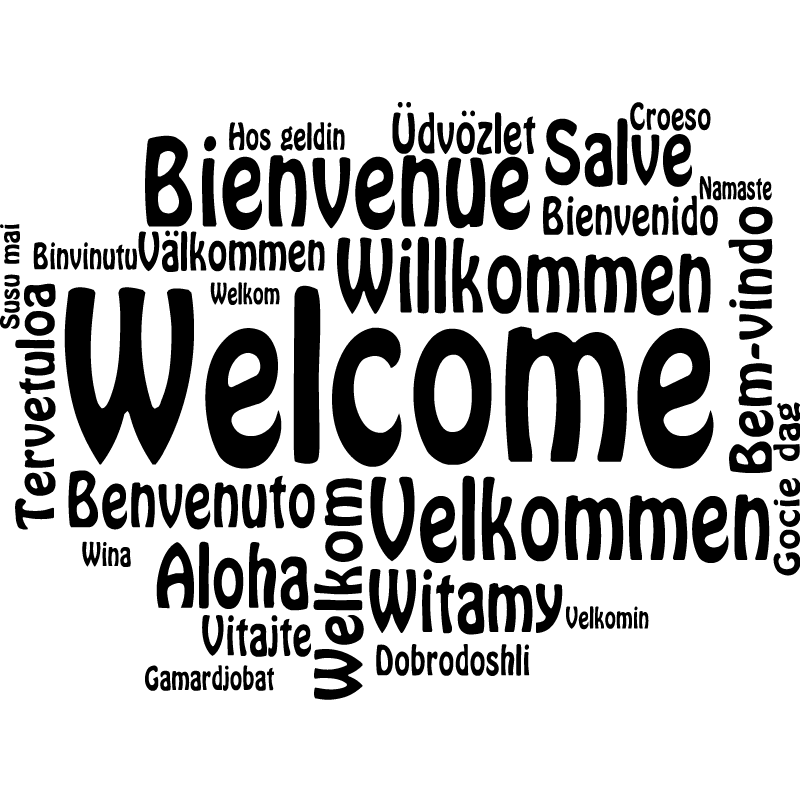 Croeso
Hos geldin
Üdvözlet
Salve
Bienvenue
Namaste
Bienvenido
Susu mai
Binvinutu
Välkommen
Willkommen
Bem-vindo
Welkom
Tervetuloa
Welcome
Gocie dag
Benvenuto
Welkom
Velkommen
Wina
Aloha
Witamy
Velkomin
Vitajte
Dobrodoshli
Gamardjobat